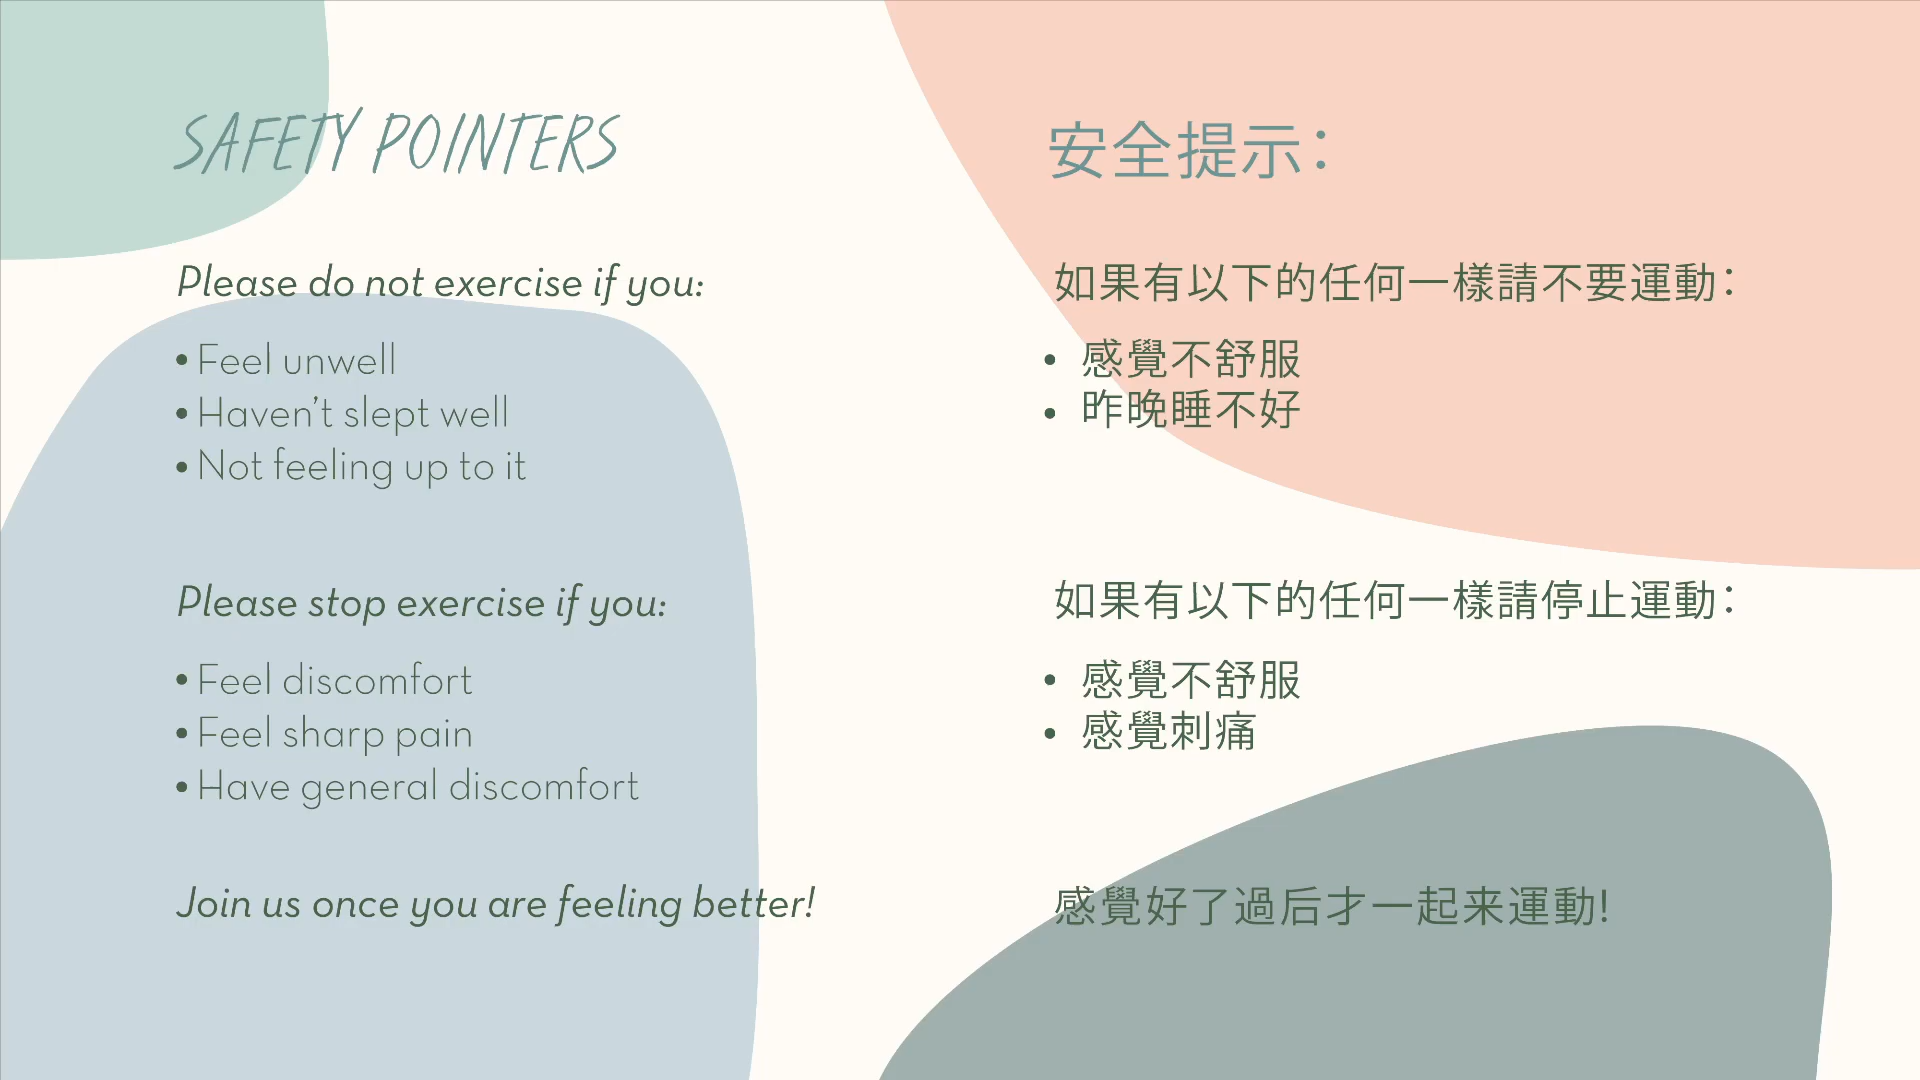 SAFETY POINTERS
Please do not exercise if you:
• Feel unwell
• Haven't slept well
• Not feeling up to it
Please stop exercise if you:
• Feel discomfort
• Feel sharp pain
• Have general discomfort
Join us once you are feeling better!
安全提示：
如果有以下的任何一樣請不要運動：
• 感覺不舒服
• 昨晚睡不好
如果有以下的任何一樣請停止運動：
• 感覺不舒服
• 感覺刺痛
感覺好了過后才一起来運動!